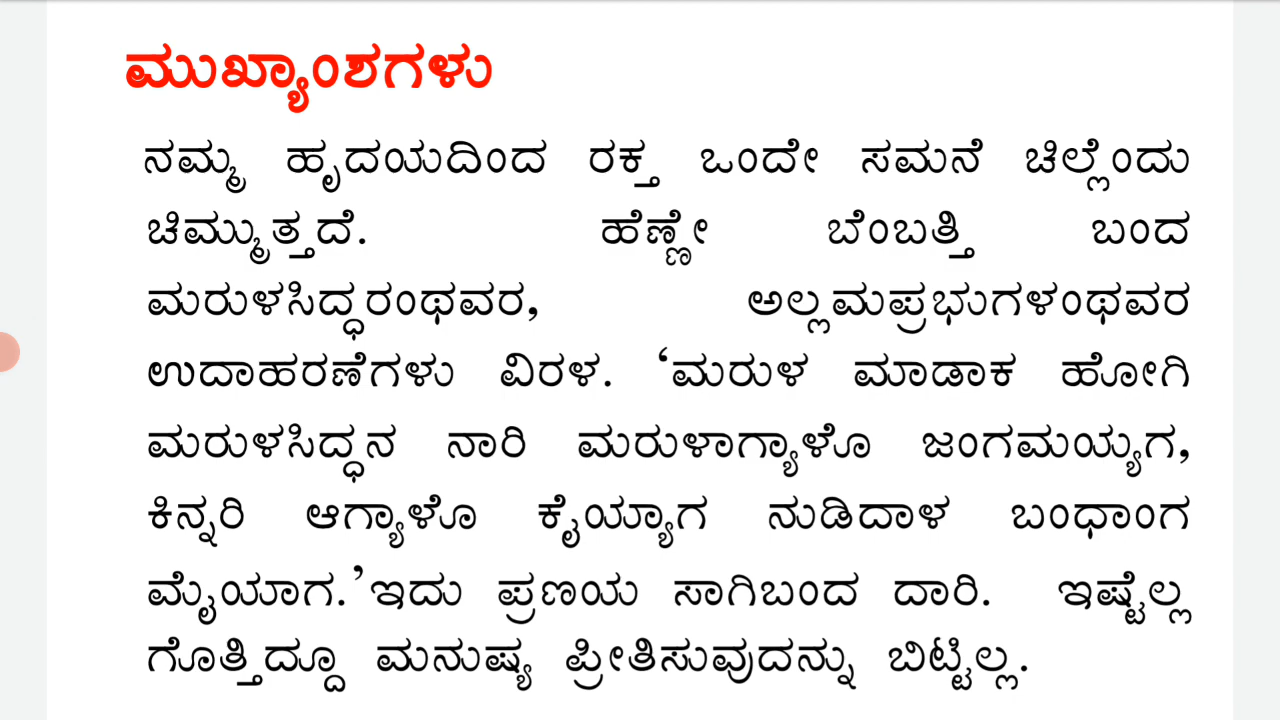 ಮುಖ್ಯಾಂಶಗಳು
ನಮ್ಮ ಹೃದಯದಿಂದ ರಕ್ತ ಒಂದೇ ಸಮನೆ ಚಿಲ್ಲೆಂದು
ಚಿಮ್ಮುತ್ತದೆ. ಹೆಣ್ಣೇ ಬೆಂಬತ್ತಿ ಬಂದ
ಮರುಳಸಿದ್ಧರಂಥವರ, ಅಲ್ಲಮಪ್ರಭುಗಳಂಥವರ
ಉದಾಹರಣೆಗಳು ವಿರಳ. ‘ಮರುಳ ಮಾಡಾಕ ಹೋಗಿ
ಮರುಳಸಿದ್ಧನ ನಾರಿ ಮರುಳಾಗ್ಯಾಳೊ ಜಂಗಮಯ್ಯಗ,
ಕಿನ್ನರಿ ಆಗ್ಯಾಳೊ ಕೈಯ್ಯಾಗ ನುಡಿದಾಳ ಬಂಧಾಂಗ
ಮೈಯಾಗ.’ಇದು ಪ್ರಣಯ ಸಾಗಿಬಂದ ದಾರಿ. ಇಷ್ಟೆಲ್ಲ
ಗೊತ್ತಿದ್ದೂ ಮನುಷ್ಯ ಪ್ರೀತಿಸುವುದನ್ನು ಬಿಟ್ಟಿಲ್ಲ.